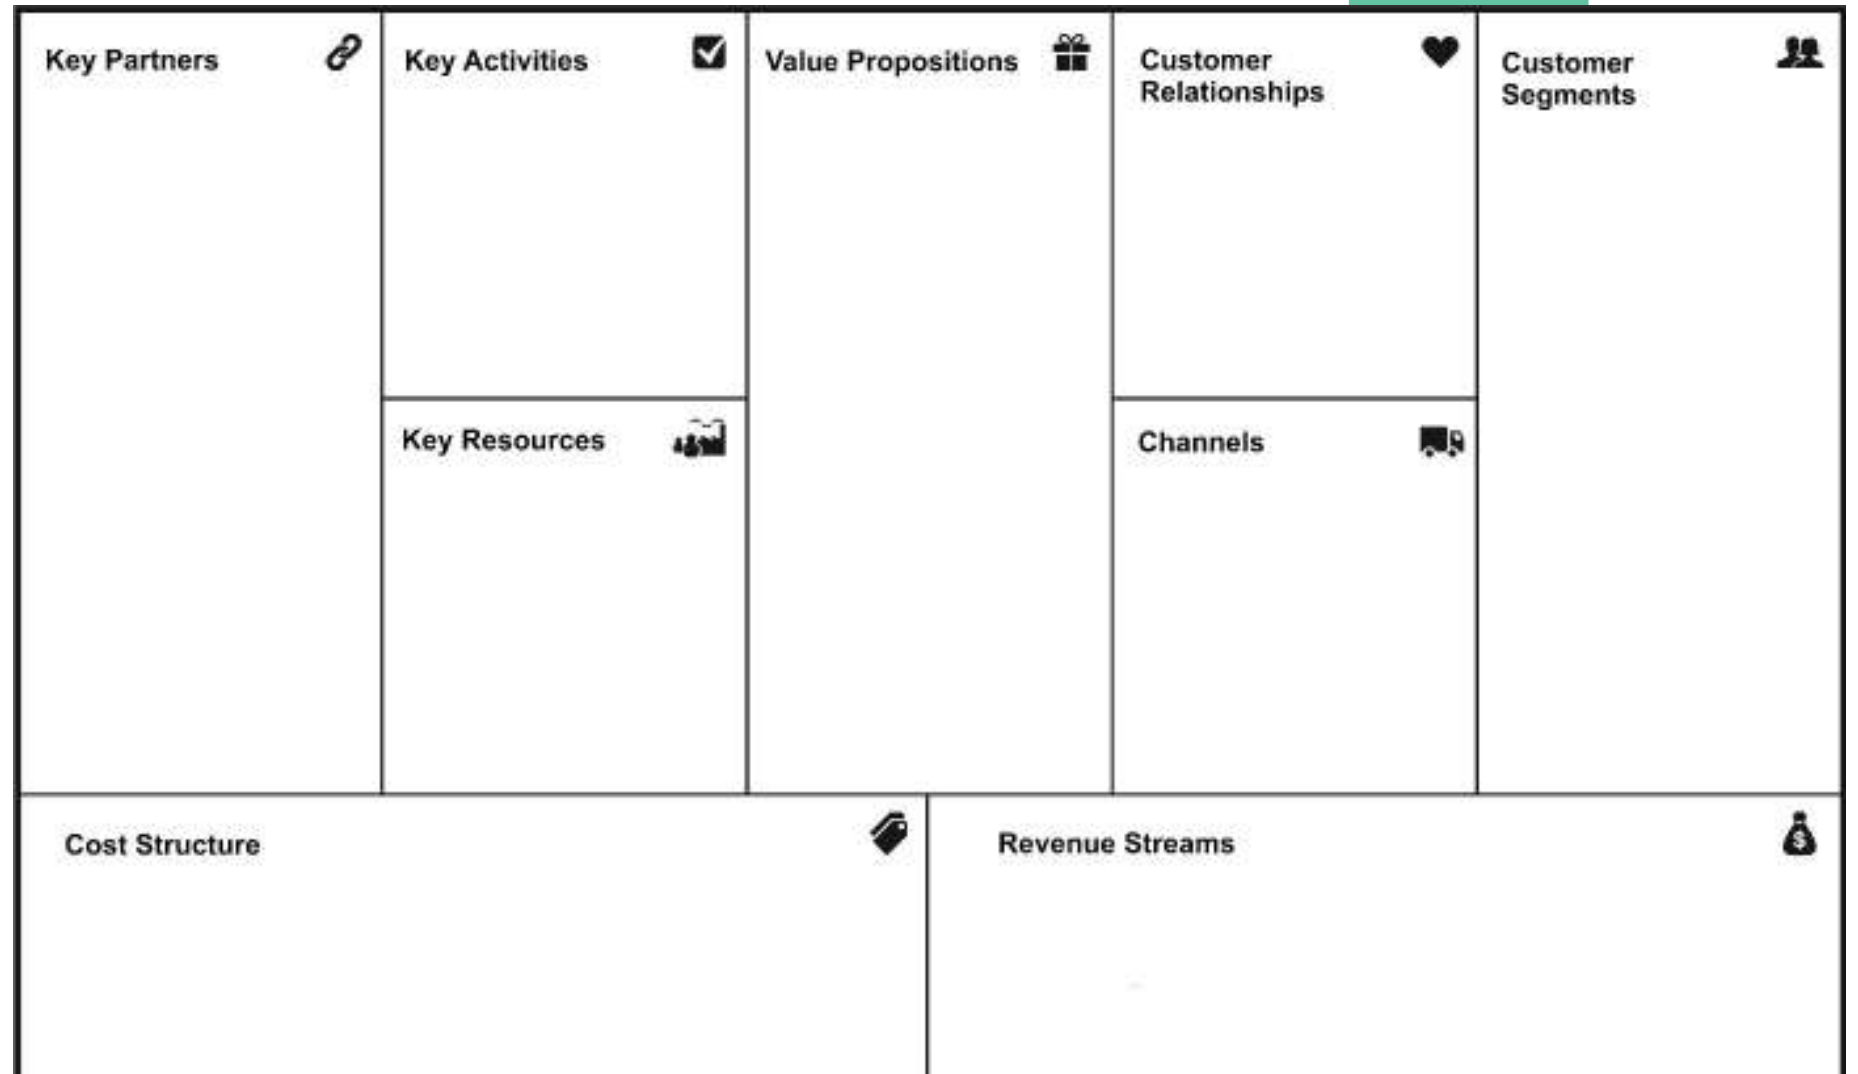 Key Partners
Key Activities
Value Propositions
Customer
Relationships
Customer
Segments
Key Resources
Channels
Cost Structure
Revenue Streams
$